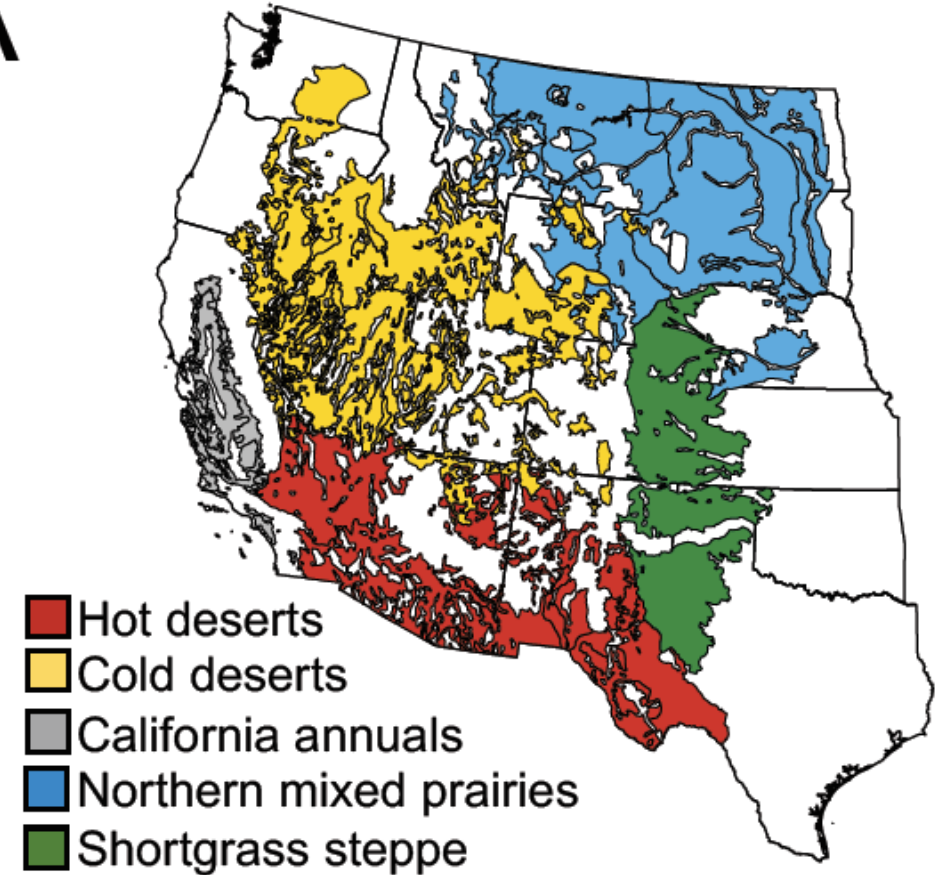 A
Hot deserts
Cold deserts
California annuals
Northern mixed prairies
Shortgrass steppe